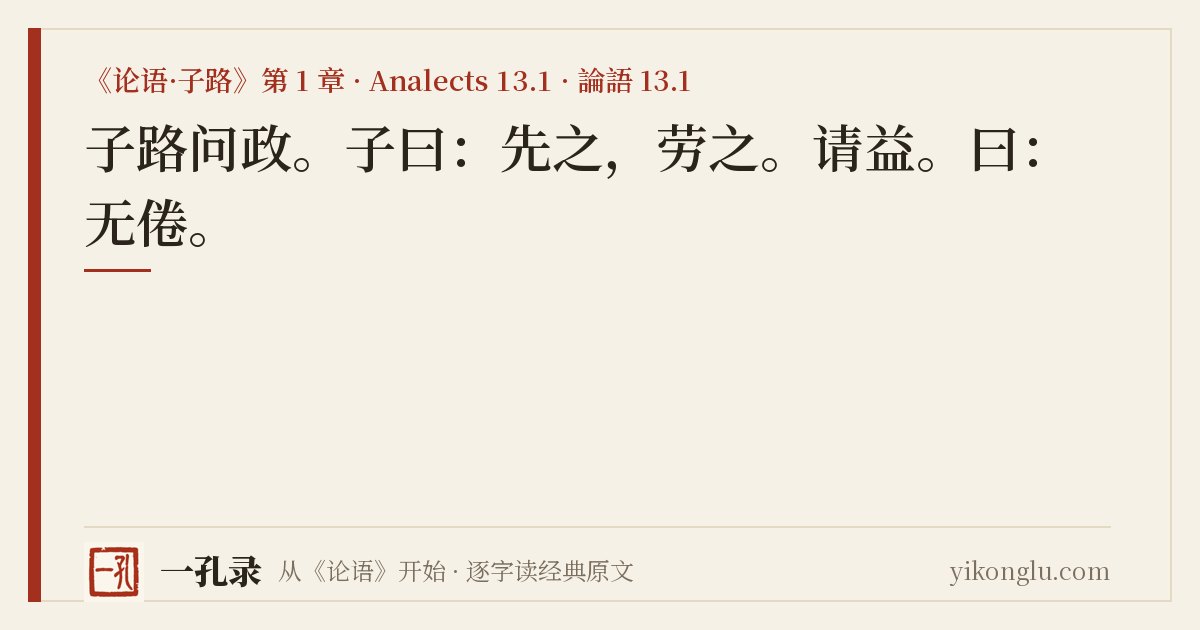 《论语·子路》第 1 章 · Analects 13.1 · 論語 13.1
子路问政。子曰：先之，劳之。请益。曰：
无倦。
一孔
一孔录 从《论语》开始 · 逐字读经典原文 yikonglu.com